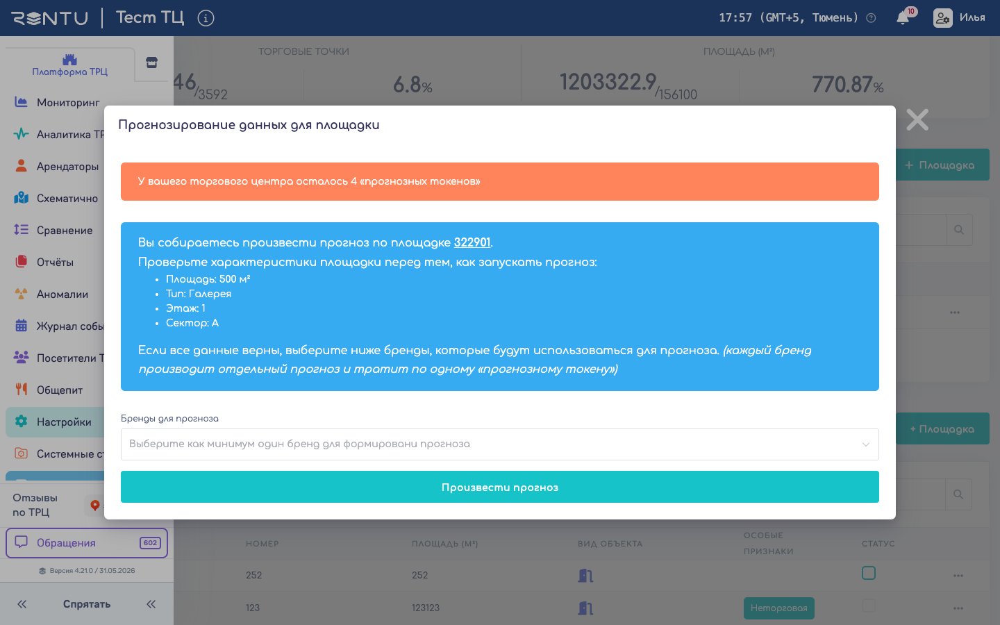 RENTU
Тест ТЦ
17:57 (GMT+5, Тюмень)
10
Илья
Платформа ТРЦ
Мониторинг
Аналитика
Арендаторы
Схематично
Сравнение
Отчёты
Аномалии
Журнал
Посетители
Общепит
Настройки
Системные
Отзывы
по ТРЦ
Обращения
602
Версия 4.21.0 / 31.05.2026
Спрятать
ТОРГОВЫЕ ТОЧКИ
ПЛОЩАДЬ (М²)
46/3592
6.8%
1203322.9/156100
770.87%
+ Площадка
Прогнозирование данных для площадки
У вашего торгового центра осталось 4 «прогнозных токенов»
Вы собираетесь произвести прогноз по площадке 322901.
Проверьте характеристики площадки перед тем, как запускать прогноз:
• Площадь: 500 м²
• Тип: Галерея
• Этаж: 1
• Сектор: А
Если все данные верны, выберите ниже бренды, которые будут использоваться для прогноза. (каждый бренд
производит отдельный прогноз и тратит по одному «прогнозному токену»)
Бренды для прогноза
Выберите как минимум один бренд для формировани прогноза
Произвести прогноз
+ Площадка
НОМЕР
ПЛОЩАДЬ (М²)
ВИД ОБЪЕКТА
ОСОБЫЕ
ПРИЗНАКИ
СТАТУС
252
252
123
123123
Неторговая